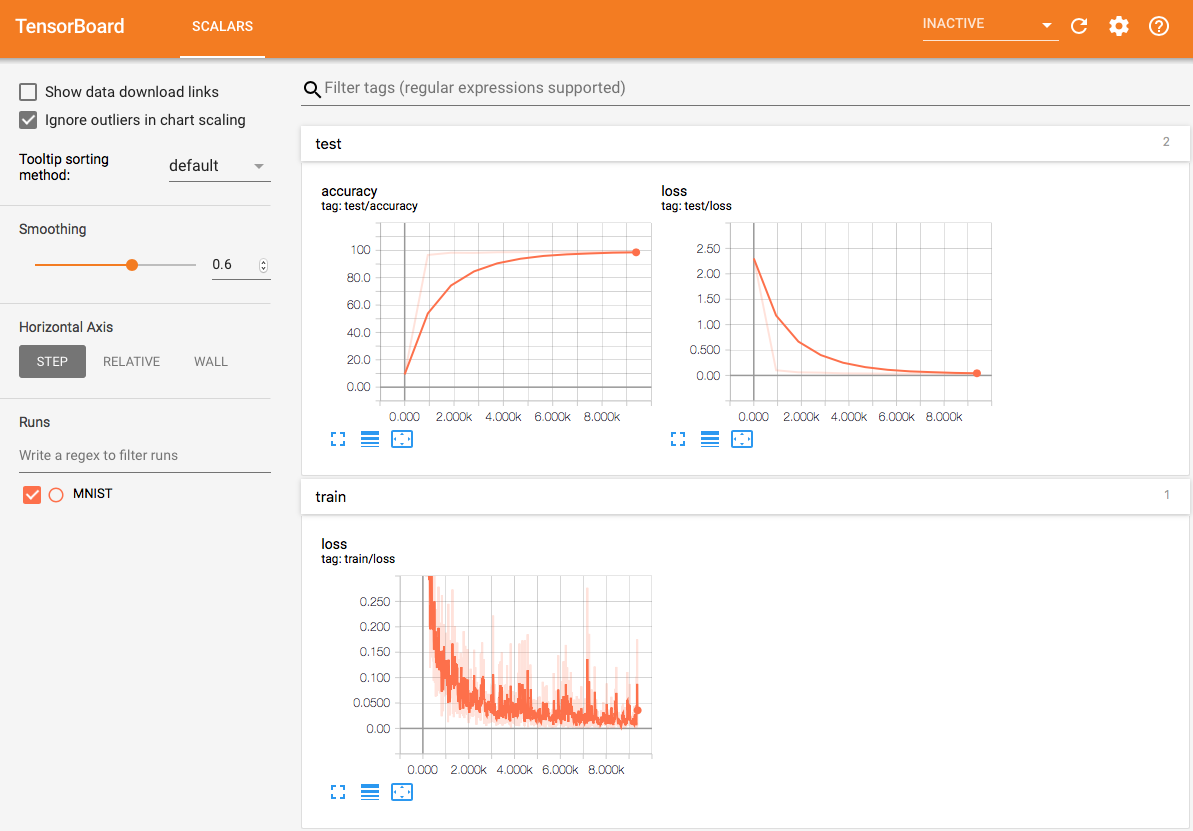 TensorBoard
SCALARS
INACTIVE
Show data download links
Ignore outliers in chart scaling
Tooltip sorting
method:
default
Smoothing
0.6
Horizontal Axis
STEP
RELATIVE
WALL
Runs
Write a regex to filter runs
MNIST
Filter tags (regular expressions supported)
test
2
accuracy
tag: test/accuracy
100
80.0
60.0
40.0
20.0
0.00
0.000 2.000k 4.000k 6.000k 8.000k
loss
tag: test/loss
2.50
2.00
1.50
1.00
0.500
0.00
0.000 2.000k 4.000k 6.000k 8.000k
train
1
loss
tag: train/loss
0.250
0.200
0.150
0.100
0.0500
0.00
0.000 2.000k 4.000k 6.000k 8.000k